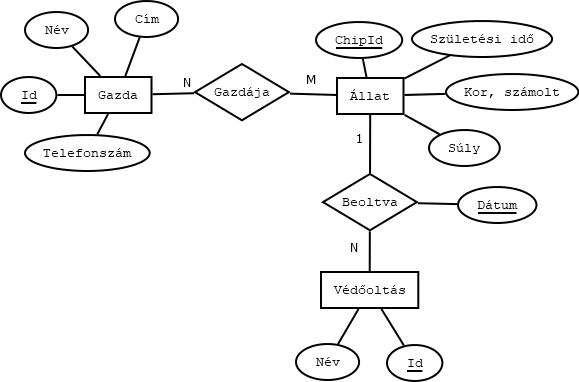 Név
Cím
ChipId
Születési idő
Id
Gazda
N
Gazdája
M
Állat
Kor, számolt
Telefonszám
1
Súly
Beoltva
Dátum
N
Védőoltás
Név
Id